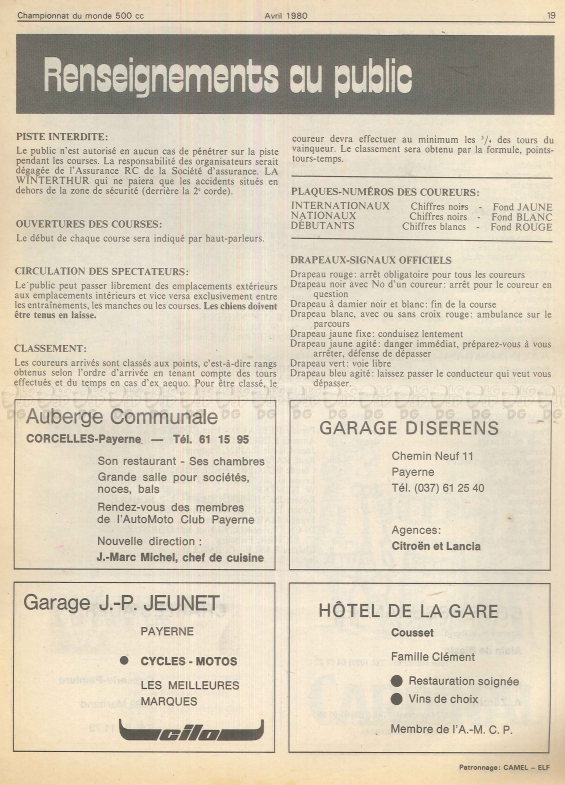 Championnat du monde 500 cc Avril 1980 19
Renseignements au public
PISTE INTERDITE:
Le public n'est autorisé en aucun cas de pénétrer sur la piste
pendant les courses. La responsabilité des organisateurs serait
dégagée de l'Assurance RC de la Société d'assurance. LA
WINTERTHUR qui ne paiera que les accidents situés en
dehors de la zone de sécurité (derrière la 2e corde).
OUVERTURES DES COURSES:
Le début de chaque course sera indiqué par haut-parleurs.
CIRCULATION DES SPECTATEURS:
Le public peut passer librement des emplacements extérieurs
aux emplacements intérieurs et vice versa exclusivement entre
les entraînements, les manches ou les courses. Les chiens doivent
être tenus en laisse.
CLASSEMENT:
Les coureurs arrivés sont classés aux points, c'est-à-dire rangs
obtenus selon l'ordre d'arrivée en tenant compte des tours
effectués et du temps en cas d'ex aequo. Pour être classé, le
coureur devra effectuer au minimum les 3/4 des tours du
vainqueur. Le classement sera obtenu par la formule, points-
tours-temps.
PLAQUES-NUMÉROS DES COUREURS:
INTERNATIONAUX Chiffres noirs - Fond JAUNE
NATIONAUX Chiffres noirs - Fond BLANC
DÉBUTANTS Chiffres blancs - Fond ROUGE
DRAPEAUX-SIGNAUX OFFICIELS
Drapeau rouge: arrêt obligatoire pour tous les coureurs
Drapeau noir avec No d'un coureur: arrêt pour le coureur en
question
Drapeau à damier noir et blanc: fin de la course
Drapeau blanc, avec ou sans croix rouge: ambulance sur le
parcours
Drapeau jaune fixe: conduisez lentement
Drapeau jaune agité: danger immédiat, préparez-vous à vous
arrêter, défense de dépasser
Drapeau vert: voie libre
Drapeau bleu agité: laissez passer le conducteur qui veut vous
dépasser.
Auberge Communale
CORCELLES-Payerne — Tél. 61 15 95
Son restaurant - Ses chambres
Grande salle pour sociétés,
noces, bals
Rendez-vous des membres
de l'AutoMoto Club Payerne
Nouvelle direction :
J.-Marc Michel, chef de cuisine
GARAGE DISERENS
Chemin Neuf 11
Payerne
Tél. (037) 61 25 40
Agences:
Citroën et Lancia
Garage J.-P. JEUNET
PAYERNE
● CYCLES - MOTOS
LES MEILLEURES
MARQUES
cilo
HÔTEL DE LA GARE
Cousset
Famille Clément
● Restauration soignée
● Vins de choix
Membre de l'A.-M. C. P.
Patronnage: CAMEL - ELF